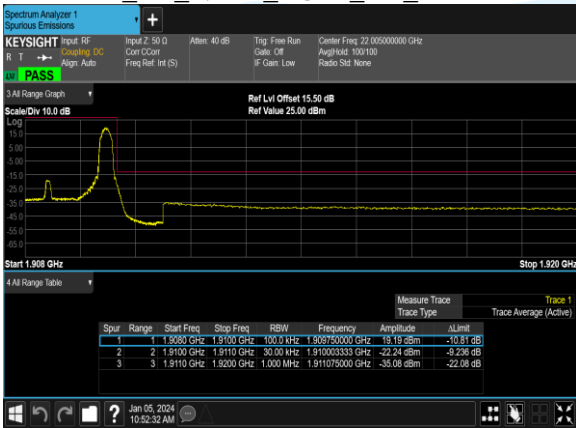 Spectrum Analyzer 1
Spurious Emissions
+
KEYSIGHT Input: RF Input Z: 50 Ω Atten: 40 dB Trig: Free Run Center Freq: 22.005000000 GHz
R T Coupling: DC Corr CCorr Gate: Off Avg|Hold: 100/100
Align: Auto Freq Ref: Int (S) IF Gain: Low Radio Std: None
LVI PASS
3 All Range Graph
Ref Lvl Offset 15.50 dB
Scale/Div 10.0 dB Ref Value 25.00 dBm
Log
15.0
5.00
-5.00
-15.0
-25.0
-35.0
-45.0
-55.0
-65.0
Start 1.908 GHz Stop 1.920 GHz
4 All Range Table
Measure Trace Trace 1
Trace Type Trace Average (Active)
Spur Range Start Freq Stop Freq RBW Frequency Amplitude ΔLimit
1 1 1.9080 GHz 1.9100 GHz 100.0 kHz 1.909750000 GHz 19.19 dBm -10.81 dB
2 2 1.9100 GHz 1.9110 GHz 30.00 kHz 1.910003333 GHz -22.24 dBm -9.236 dB
3 3 1.9110 GHz 1.9200 GHz 1.000 MHz 1.911075000 GHz -35.08 dBm -22.08 dB
? Jan 05, 2024
10:52:32 AM